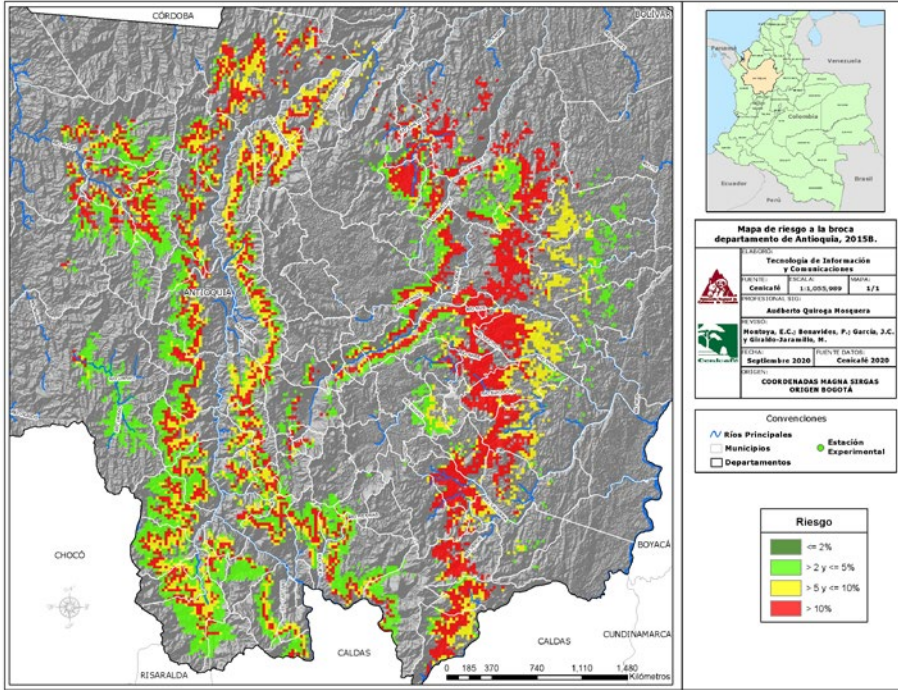 CÓRDOBA
BOLÍVAR
ANTIOQUIA
CHOCÓ
RISARALDA
CALDAS
CALDAS
BOYACÁ
CUNDINAMARCA
0 185 370 740 1,110 1,480
Kilómetros
Panamá
Venezuela
Colombia
Ecuador
Perú
Brasil
Mapa de riesgo a la broca
departamento de Antioquia, 2015B.
ELABORÓ:
Tecnología de Información
y Comunicaciones
FUENTE:
Cenicafé
ESCALA:
1:1,055,989
MAPA:
1/1
PROFESIONAL SIG:
Audberto Quiroga Mosquera
REVISÓ:
Montoya, E.C.; Benavides, P.; García, J.C.
y Giraldo-Jaramillo, M.
FECHA:
Septiembre 2020
FUENTE DATOS:
Cenicafé 2020
ORIGEN:
COORDENADAS MAGNA SIRGAS
ORIGEN BOGOTÁ
Cenicafé
Convenciones
Ríos Principales
Municipios
Departamentos
Estación
Experimental
Riesgo
<= 2%
> 2 y <= 5%
> 5 y <= 10%
> 10%